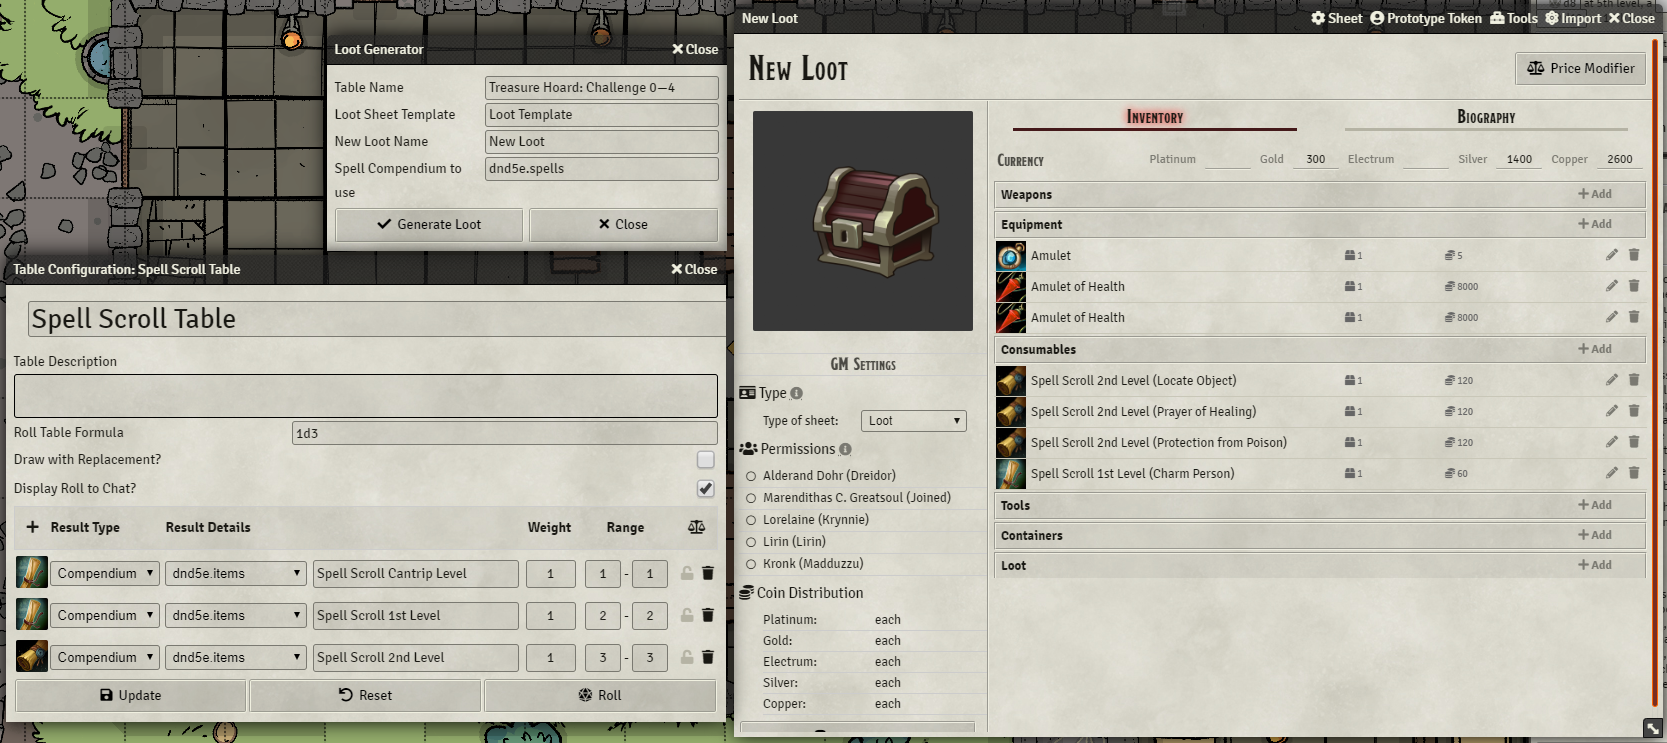 Loot Generator
Close
Table Name
Treasure Hoard: Challenge 0—4
Loot Sheet Template
Loot Template
New Loot Name
New Loot
Spell Compendium to
use
dnd5e.spells
Generate Loot
Close
Table Configuration: Spell Scroll Table
Close
Spell Scroll Table
Table Description
Roll Table Formula
1d3
Draw with Replacement?
Display Roll to Chat?
Result Type Result Details Weight Range
Compendium dnd5e.items Spell Scroll Cantrip Level 1 1 - 1
Compendium dnd5e.items Spell Scroll 1st Level 1 2 - 2
Compendium dnd5e.items Spell Scroll 2nd Level 1 3 - 3
Update Reset Roll
New Loot
Sheet Prototype Token Tools Import Close
New Loot
Price Modifier
GM Settings
Type
Type of sheet: Loot
Permissions
Alderand Dohr (Dreidor)
Marendithas C. Greatsoul (Joined)
Lorelaine (Krynnie)
Lirin (Lirin)
Kronk (Madduzzu)
Coin Distribution
Platinum: each
Gold: each
Electrum: each
Silver: each
Copper: each
Inventory Biography
Currency Platinum Gold 300 Electrum Silver 1400 Copper 2600
Weapons + Add
Equipment + Add
Amulet 1 5
Amulet of Health 1 8000
Amulet of Health 1 8000
Consumables + Add
Spell Scroll 2nd Level (Locate Object) 1 120
Spell Scroll 2nd Level (Prayer of Healing) 1 120
Spell Scroll 2nd Level (Protection from Poison) 1 120
Spell Scroll 1st Level (Charm Person) 1 60
Tools + Add
Containers + Add
Loot + Add